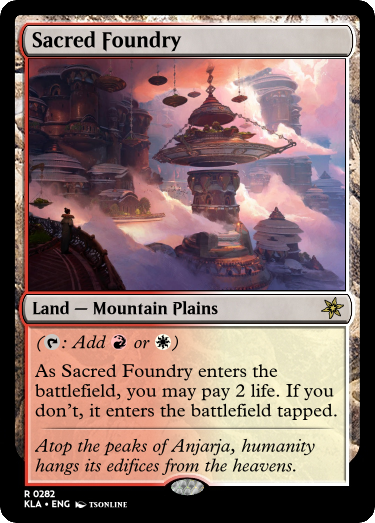 Sacred Foundry
Land — Mountain Plains
( : Add or )
As Sacred Foundry enters the
battlefield, you may pay 2 life. If you
don't, it enters the battlefield tapped.
Atop the peaks of Anjarja, humanity
hangs its edifices from the heavens.
R 0282
KLA • ENG TSONLINE